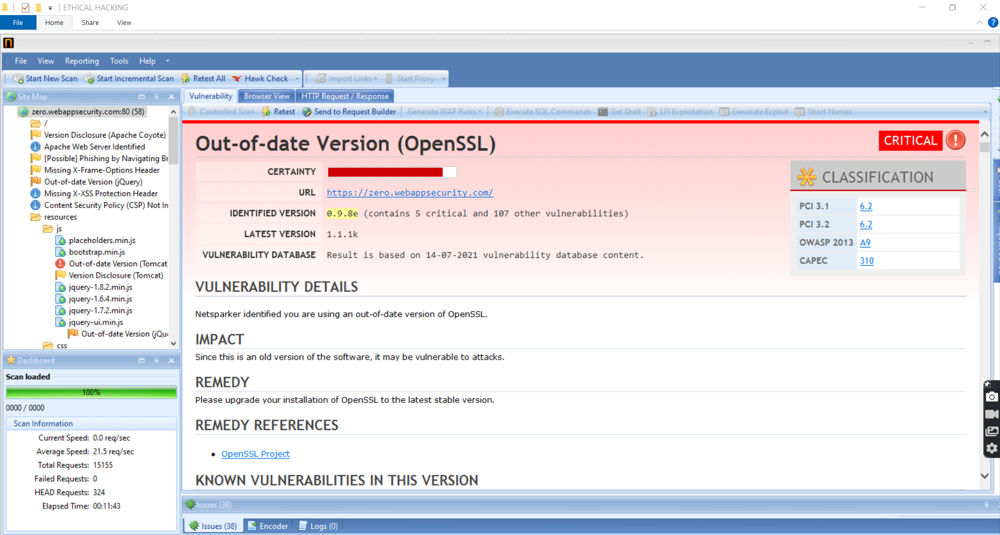 ETHICAL HACKING
File Home Share View
File View Reporting Tools Help
Start New Scan Start Incremental Scan Retest All Hawk Check Import Links Start Proxy
Site Map
zero.webappsecurity.com:80 (58)
/
Version Disclosure (Apache Coyote)
Apache Web Server Identified
[Possible] Phishing by Navigating Br
Missing X-Frame-Options Header
Out-of-date Version (jQuery)
Missing X-XSS Protection Header
Content Security Policy (CSP) Not In
resources
js
placeholders.min.js
bootstrap.min.js
Out-of-date Version (Tomcat
Version Disclosure (Tomcat)
jquery-1.8.2.min.js
jquery-1.6.4.min.js
jquery-1.7.2.min.js
jquery-ui.min.js
Out-of-date Version (jQu
css
Dashboard
Scan loaded
100%
0000 / 0000
Scan Information
Current Speed: 0.0 req/sec
Average Speed: 21.5 req/sec
Total Requests: 15155
Failed Requests: 0
HEAD Requests: 324
Elapsed Time: 00:11:43
Vulnerability Browser View HTTP Request / Response
Controlled Scan Retest Send to Request Builder Generate WAF Rules Execute SQL Commands Get Shell LFI Exploitation Generate Exploit Short Names
Out-of-date Version (OpenSSL)
CRITICAL
CERTAINTY
URL https://zero.webappsecurity.com/
IDENTIFIED VERSION 0.9.8e (contains 5 critical and 107 other vulnerabilities)
LATEST VERSION 1.1.1k
VULNERABILITY DATABASE Result is based on 14-07-2021 vulnerability database content.
CLASSIFICATION
PCI 3.1 6.2
PCI 3.2 6.2
OWASP 2013 A9
CAPEC 310
VULNERABILITY DETAILS
Netsparker identified you are using an out-of-date version of OpenSSL.
IMPACT
Since this is an old version of the software, it may be vulnerable to attacks.
REMEDY
Please upgrade your installation of OpenSSL to the latest stable version.
REMEDY REFERENCES
• OpenSSL Project
KNOWN VULNERABILITIES IN THIS VERSION
Issues (38)
Issues (38) Encoder Logs (0)